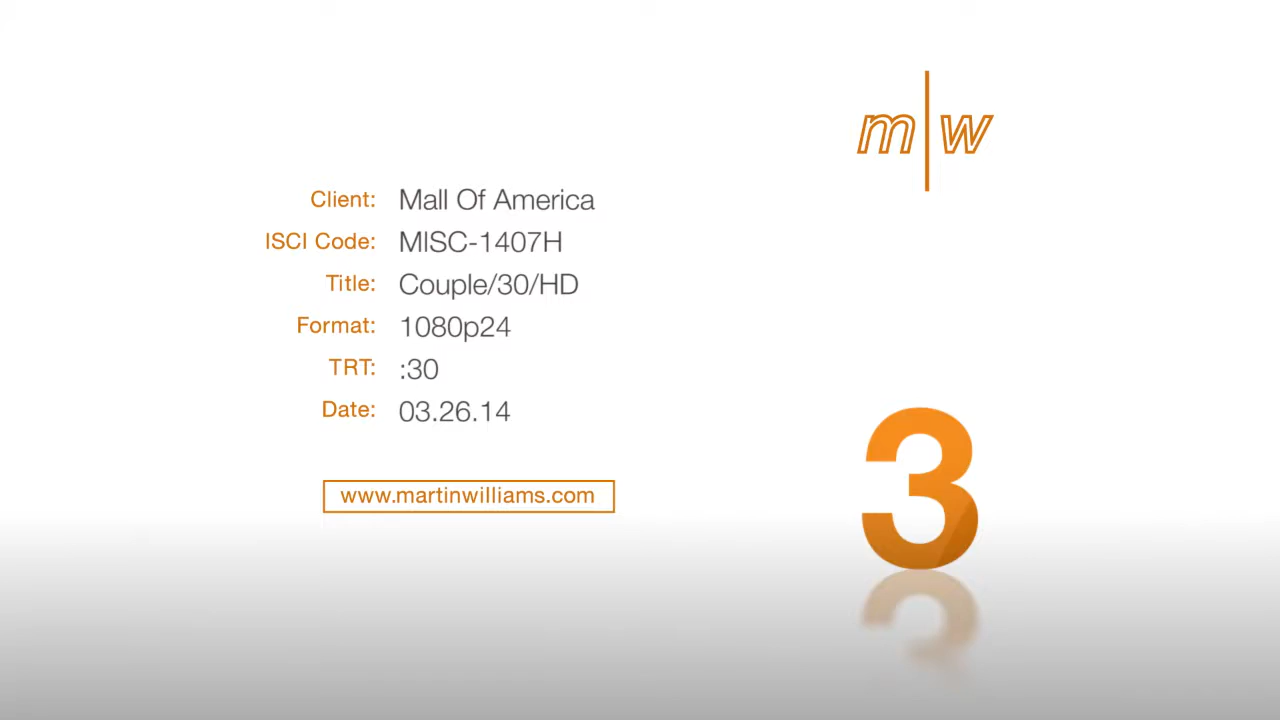 m|w
Client: Mall Of America
ISCI Code: MISC-1407H
Title: Couple/30/HD
Format: 1080p24
TRT: :30
Date: 03.26.14
www.martinwilliams.com
3